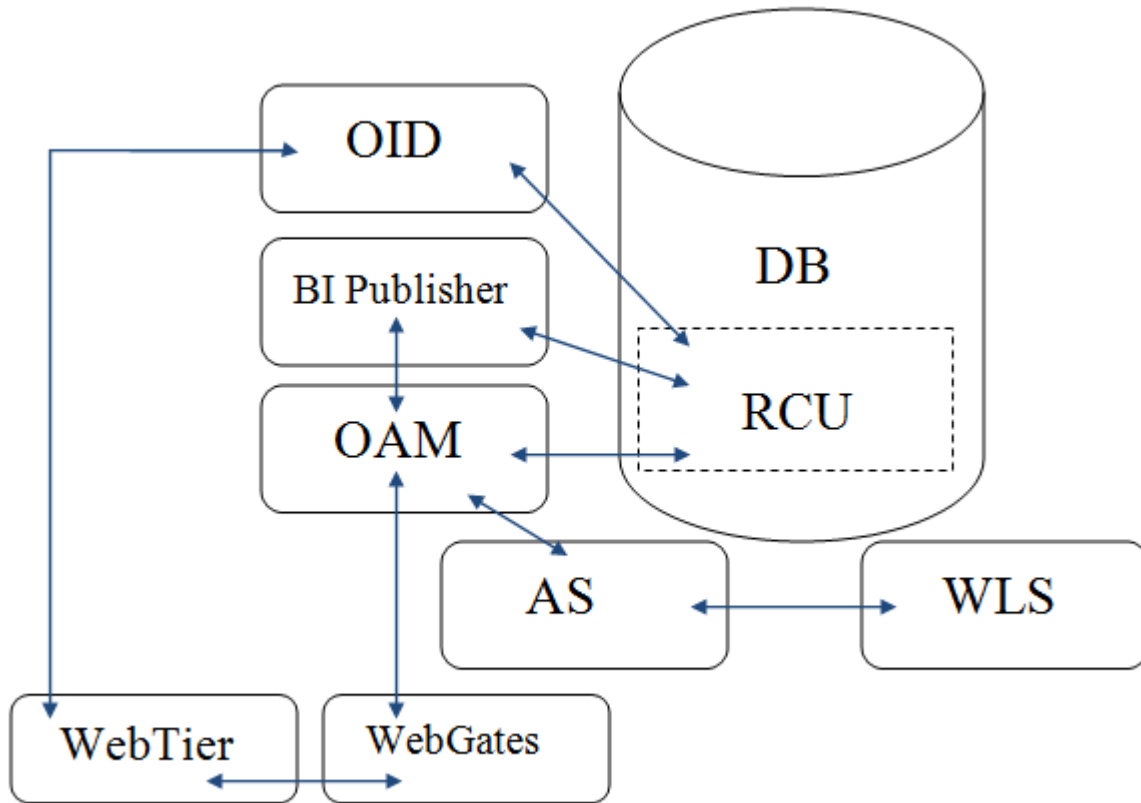 OID
DB
BI Publisher
RCU
OAM
AS
WLS
WebTier
WebGates